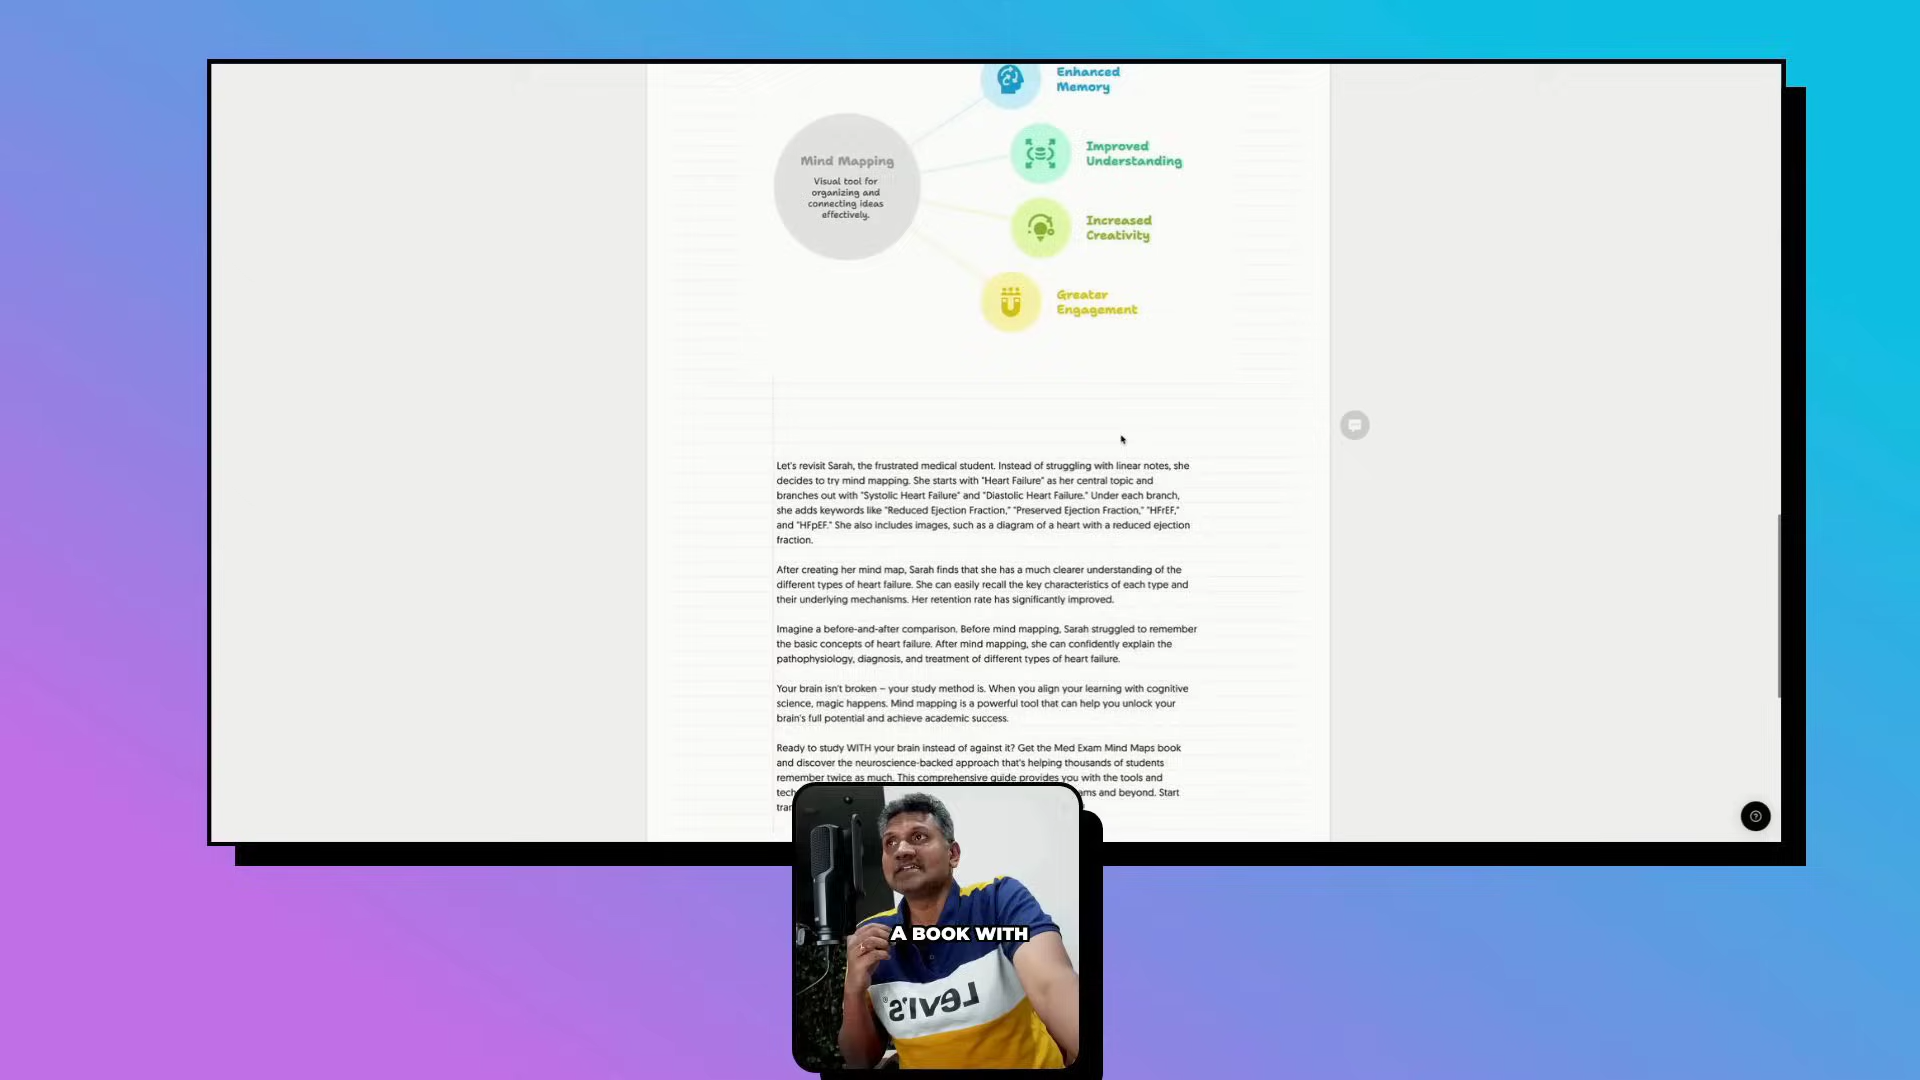 Enhanced
Memory
Improved
Understanding
Mind Mapping
Visual tool for
organizing and
connecting ideas
effectively.
Increased
Creativity
Greater
Engagement
Let's revisit Sarah, the frustrated medical student. Instead of struggling with linear notes, she
decides to try mind mapping. She starts with "Heart Failure" as her central topic and
branches out with "Systolic Heart Failure" and "Diastolic Heart Failure." Under each branch,
she adds keywords like "Reduced Ejection Fraction," "Preserved Ejection Fraction," "HFrEF,"
and "HFpEF." She also includes images, such as a diagram of a heart with a reduced ejection
fraction.
After creating her mind map, Sarah finds that she has a much clearer understanding of the
different types of heart failure. She can easily recall the key characteristics of each type and
their underlying mechanisms. Her retention rate has significantly improved.
Imagine a before-and-after comparison. Before mind mapping, Sarah struggled to remember
the basic concepts of heart failure. After mind mapping, she can confidently explain the
pathophysiology, diagnosis, and treatment of different types of heart failure.
Your brain isn't broken – your study method is. When you align your learning with cognitive
science, magic happens. Mind mapping is a powerful tool that can help you unlock your
brain's full potential and achieve academic success.
Ready to study WITH your brain instead of against it? Get the Med Exam Mind Maps book
and discover the neuroscience-backed approach that's helping thousands of students
remember twice as much. This comprehensive guide provides you with the tools and
and beyond. Start
A BOOK WITH
Levi's